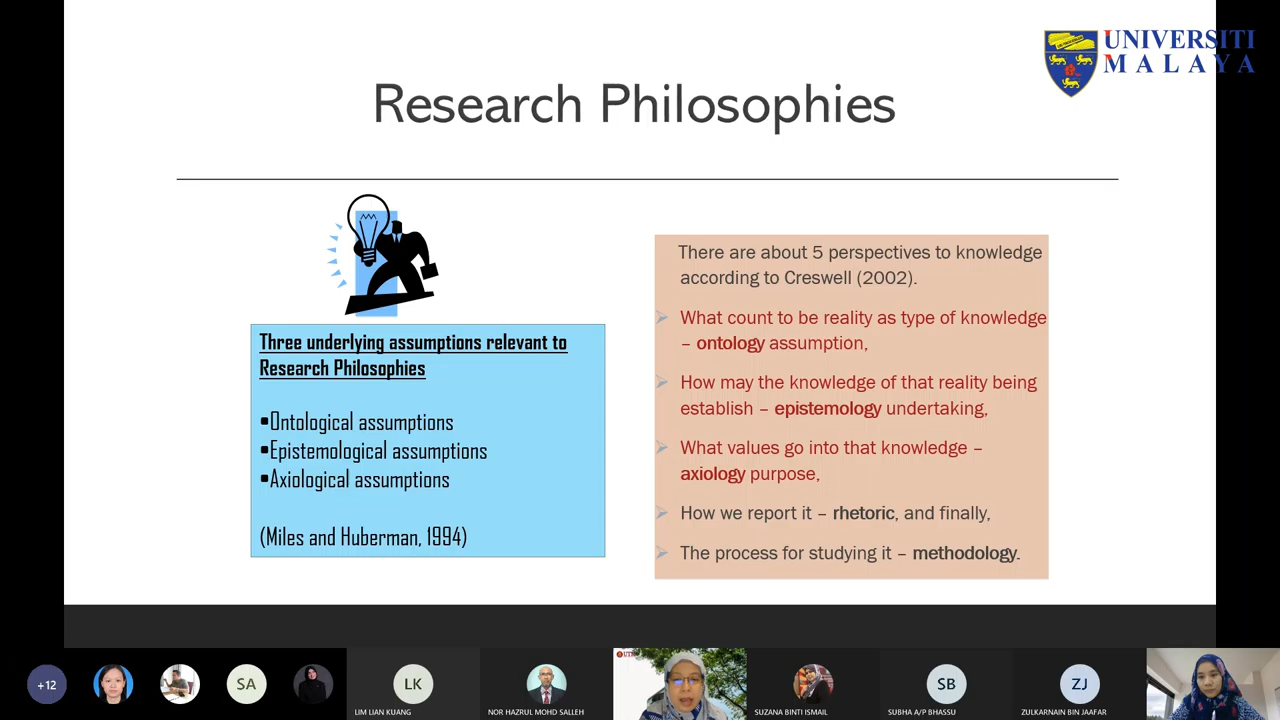 UNIVERSITI
MALAYA
Research Philosophies
Three underlying assumptions relevant to
Research Philosophies
•Ontological assumptions
•Epistemological assumptions
•Axiological assumptions
(Miles and Huberman, 1994)
There are about 5 perspectives to knowledge
according to Creswell (2002).
What count to be reality as type of knowledge
– ontology assumption,
How may the knowledge of that reality being
establish – epistemology undertaking,
What values go into that knowledge –
axiology purpose,
How we report it – rhetoric, and finally,
The process for studying it – methodology.
+12
SA
LK
LIM LIAN KUANG
NOR HAZRUL MOHD SALLEH
SUZANA BINTI ISMAIL
SB
SUBHA A/P BHASSU
ZJ
ZULKARNAIN BIN JAAFAR